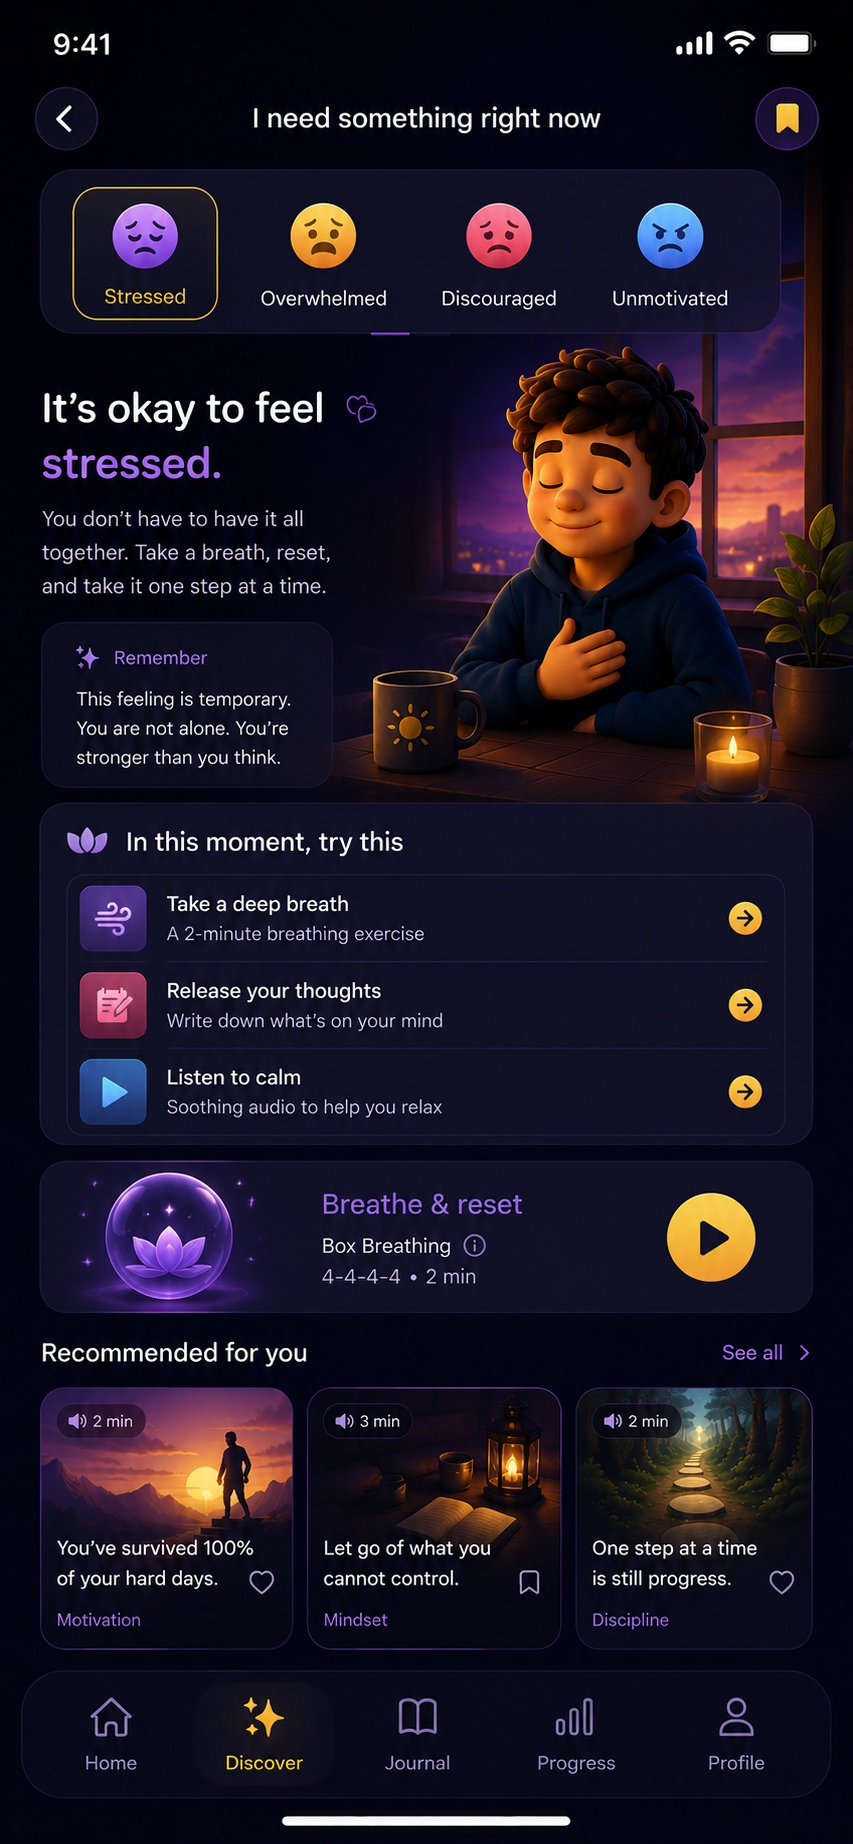 9:41
I need something right now
Stressed
Overwhelmed
Discouraged
Unmotivated
It’s okay to feel
stressed.
You don’t have to have it all
together. Take a breath, reset,
and take it one step at a time.
Remember
This feeling is temporary.
You are not alone. You’re
stronger than you think.
In this moment, try this
Take a deep breath
A 2-minute breathing exercise
Release your thoughts
Write down what’s on your mind
Listen to calm
Soothing audio to help you relax
Breathe & reset
Box Breathing
4-4-4-4 • 2 min
Recommended for you
See all
2 min
You’ve survived 100%
of your hard days.
Motivation
3 min
Let go of what you
cannot control.
Mindset
2 min
One step at a time
is still progress.
Discipline
Home
Discover
Journal
Progress
Profile